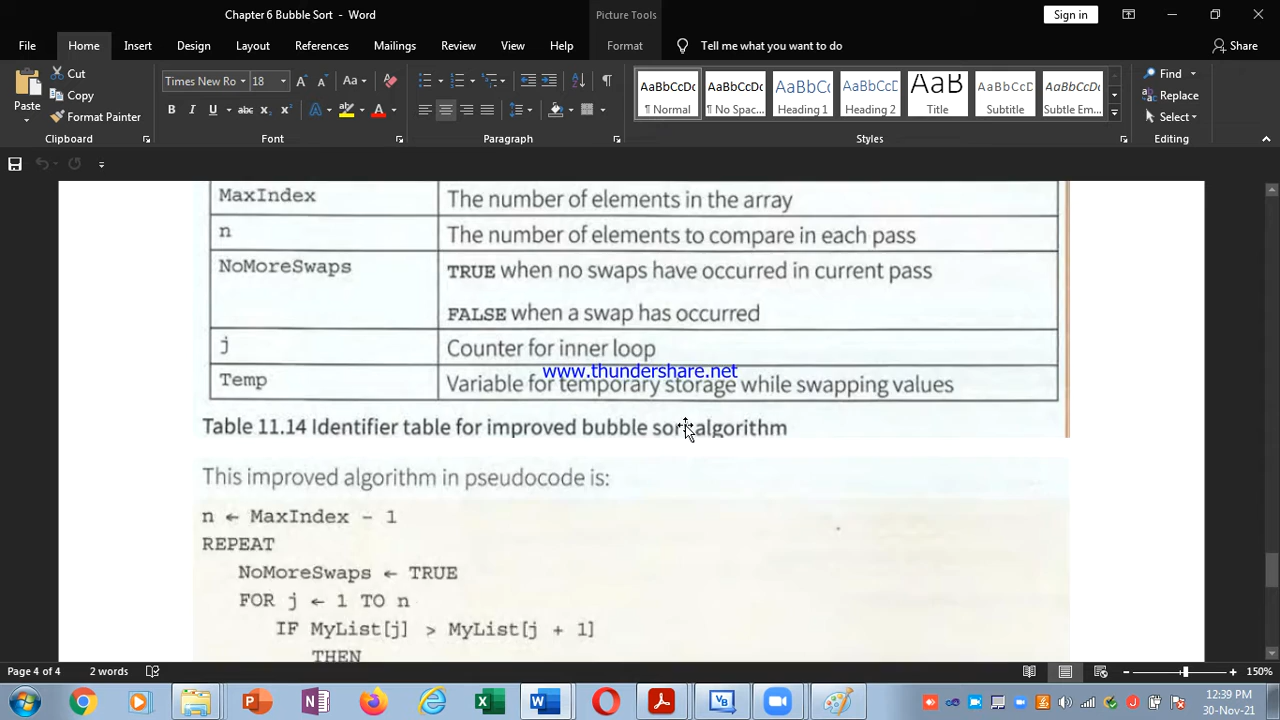 Chapter 6 Bubble Sort - Word
Picture Tools
Sign in
File
Home
Insert
Design
Layout
References
Mailings
Review
View
Help
Format
Tell me what you want to do
Share
Paste
Cut
Copy
Format Painter
Clipboard
Times New Ro
18
Font
Paragraph
AaBbCcDc
¶ Normal
AaBbCcDc
¶ No Spac...
AaBbC(
Heading 1
AaBbCcC
Heading 2
AaB
Title
AaBbCcD
Subtitle
AaBbCcDc
Subtle Em...
Styles
Find
Replace
Select
Editing
MaxIndex The number of elements in the array
n The number of elements to compare in each pass
NoMoreSwaps TRUE when no swaps have occurred in current pass
FALSE when a swap has occurred
j Counter for inner loop
www.thundershare.net
Temp Variable for temporary storage while swapping values
Table 11.14 Identifier table for improved bubble sort algorithm
This improved algorithm in pseudocode is:
n ← MaxIndex - 1
REPEAT
NoMoreSwaps ← TRUE
FOR j ← 1 TO n
IF MyList[j] > MyList[j + 1]
THEN
Page 4 of 4
2 words
150%
12:39 PM
30-Nov-21